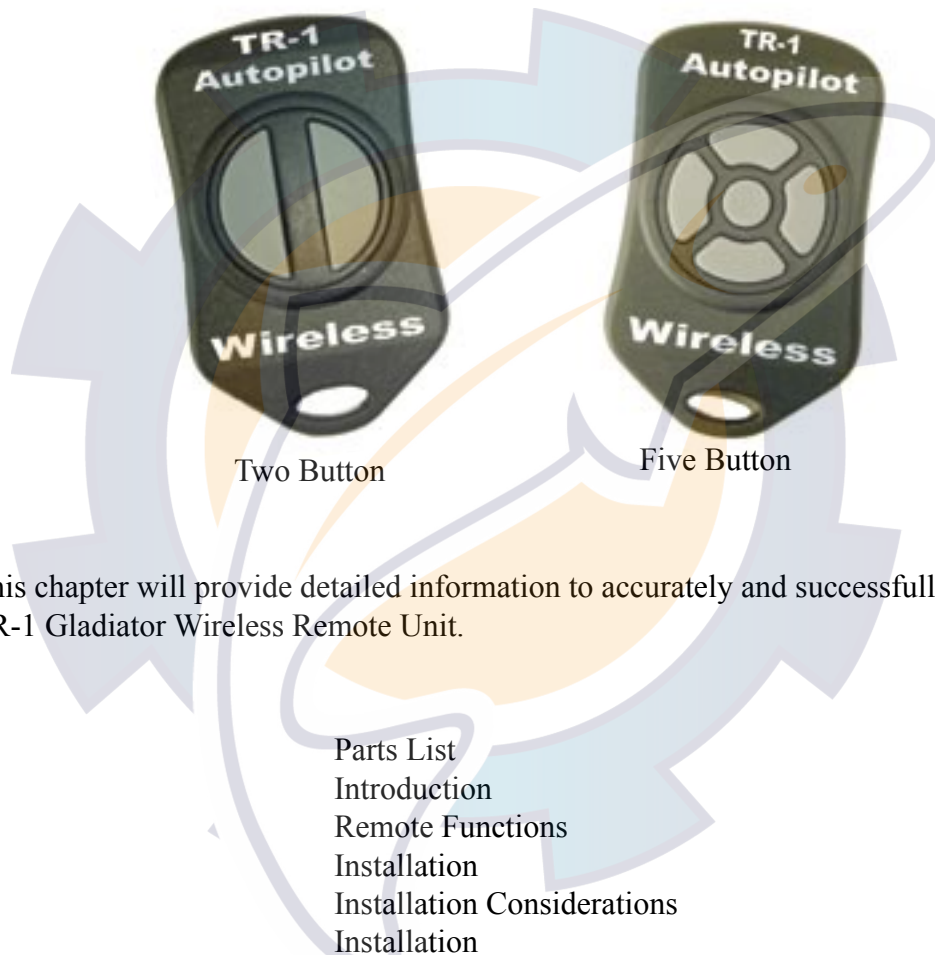 TR-1
Autopilot
Wireless
TR-1
Autopilot
Wireless
Two Button
Five Button
his chapter will provide detailed information to accurately and successfull
R-1 Gladiator Wireless Remote Unit.
Parts List
Introduction
Remote Functions
Installation
Installation Considerations
Installation